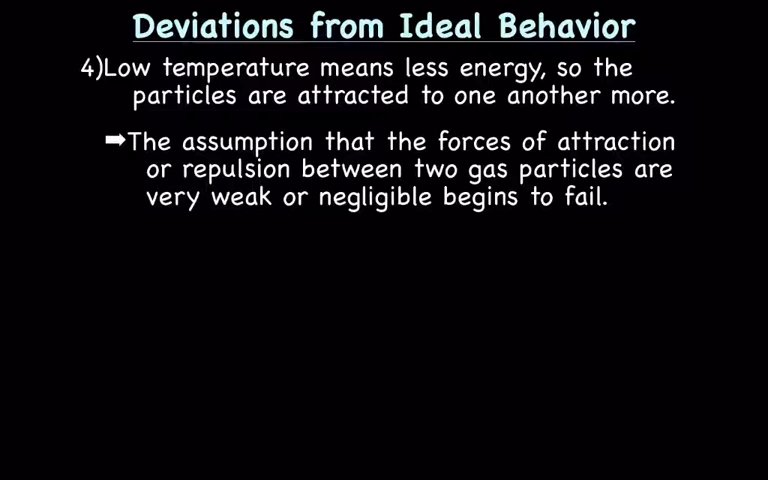 Deviations from Ideal Behavior
4)Low temperature means less energy, so the
particles are attracted to one another more.
➡The assumption that the forces of attraction
or repulsion between two gas particles are
very weak or negligible begins to fail.